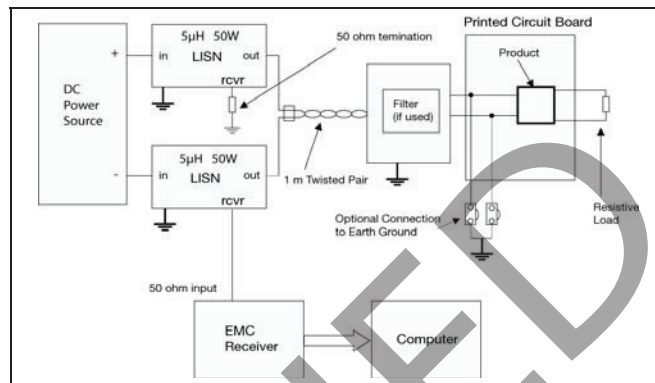 Printed Circuit Board
5µH 50W
LISN
in
out
rcvr
+
50 ohm temination
Product
DC
Power
Source
Filter
(if used)
-
5µH 50W
LISN
in
out
rcvr
1 m Twisted Pair
Optional Connection
to Earth Ground
Resistive
Load
50 ohm input
EMC
Receiver
Computer